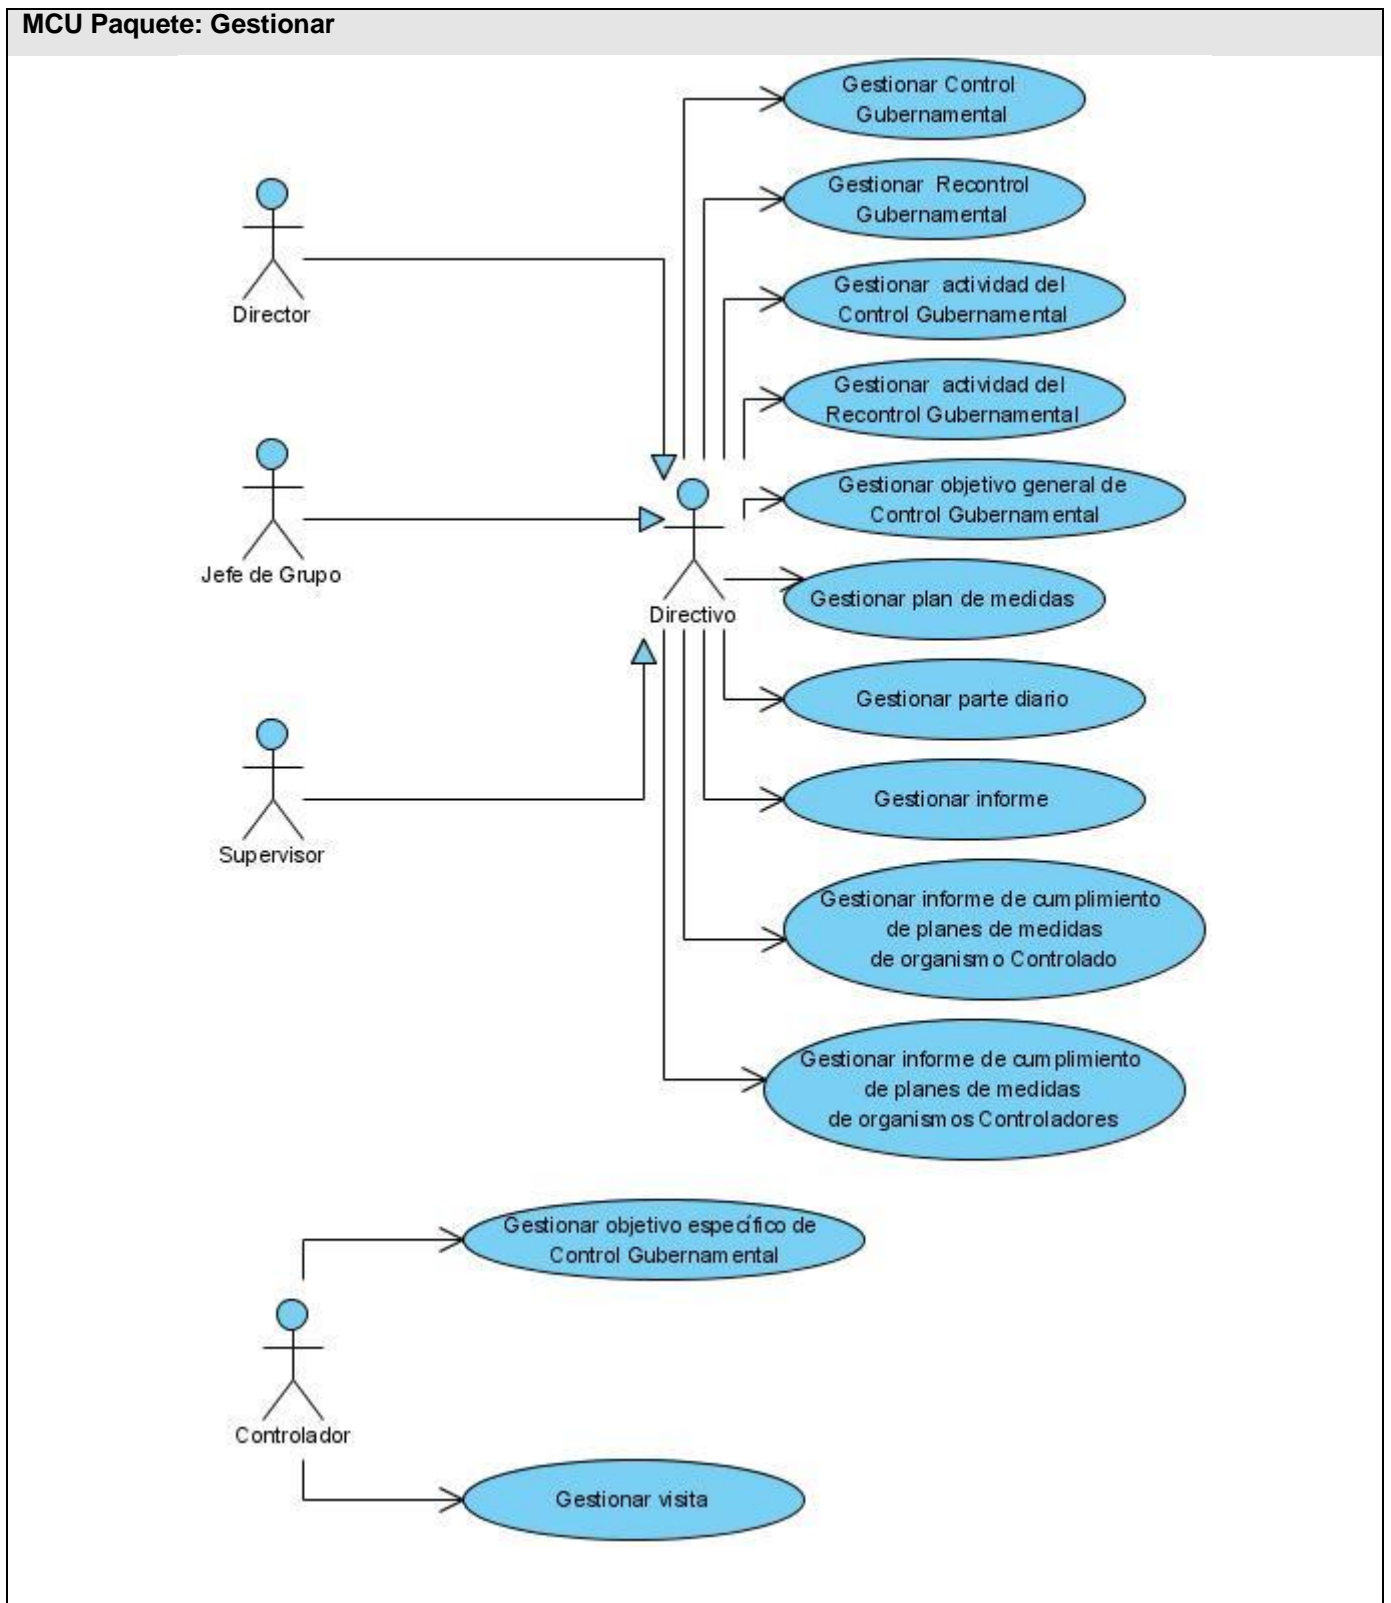 MCU Paquete: Gestionar
Gestionar Control
Gubernamental
Gestionar Recontrol
Gubernamental
Director
Gestionar actividad del
Control Gubernamental
Gestionar actividad del
Recontrol Gubernamental
Gestionar objetivo general de
Control Gubernamental
Jefe de Grupo
Directivo
Gestionar plan de medidas
Gestionar parte diario
Supervisor
Gestionar informe
Gestionar informe de cumplimiento
de planes de medidas
de organismo Controlado
Gestionar informe de cumplimiento
de planes de medidas
de organismos Controladores
Gestionar objetivo específico de
Control Gubernamental
Controlador
Gestionar visita